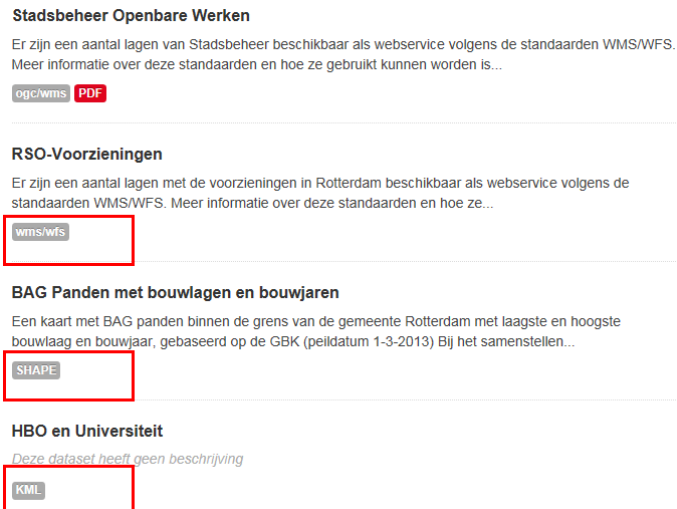 Stadsbeheer Openbare Werken
Er zijn een aantal lagen van Stadsbeheer beschikbaar als webservice volgens de standaarden WMS/WFS.
Meer informatie over deze standaarden en hoe ze gebruikt kunnen worden is...
ogc/wms PDF
RSO-Voorzieningen
Er zijn een aantal lagen met de voorzieningen in Rotterdam beschikbaar als webservice volgens de
standaarden WMS/WFS. Meer informatie over deze standaarden en hoe ze...
wms/wfs
BAG Panden met bouwlagen en bouwjaren
Een kaart met BAG panden binnen de grens van de gemeente Rotterdam met laagste en hoogste
bouwlaag en bouwjaar, gebaseerd op de GBK (peildatum 1-3-2013) Bij het samenstellen...
SHAPE
HBO en Universiteit
Deze dataset heeft geen beschrijving
KML